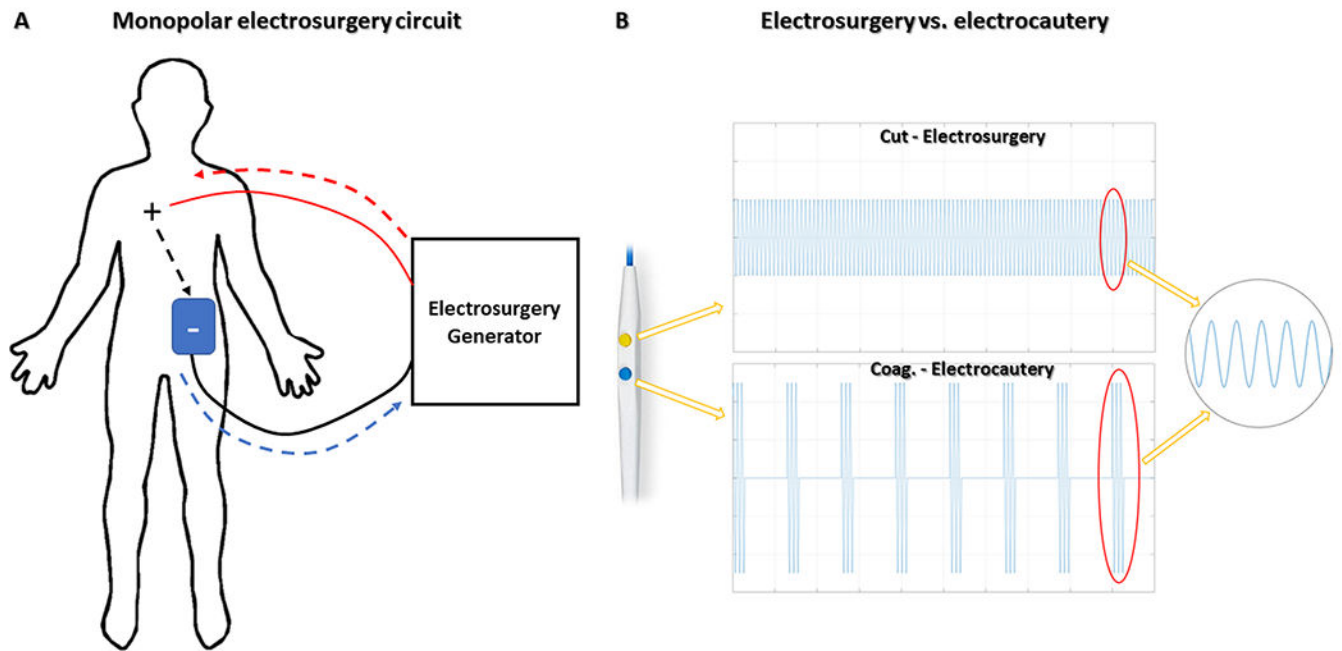 A
Monopolar electrosurgery circuit
+
-
Electrosurgery
Generator
B
Electrosurgery vs. electrocautery
Cut - Electrosurgery
Coag. - Electrocautery